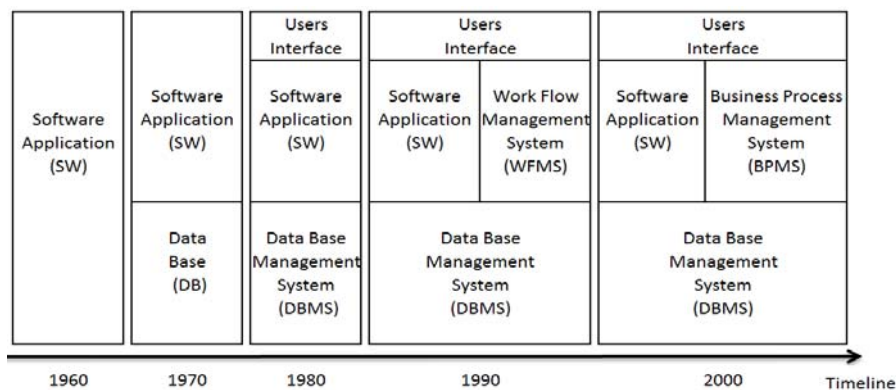 Software
Application
(SW)
Software
Application
(SW)
Data
Base
(DB)
Users
Interface
Software
Application
(SW)
Data Base
Management
System
(DBMS)
Users
Interface
Software
Application
(SW)
Work Flow
Management
System
(WFMS)
Data Base
Management
System
(DBMS)
Users
Interface
Software
Application
(SW)
Business Process
Management
System
(BPMS)
Data Base
Management
System
(DBMS)
1960 1970 1980 1990 2000 Timeline